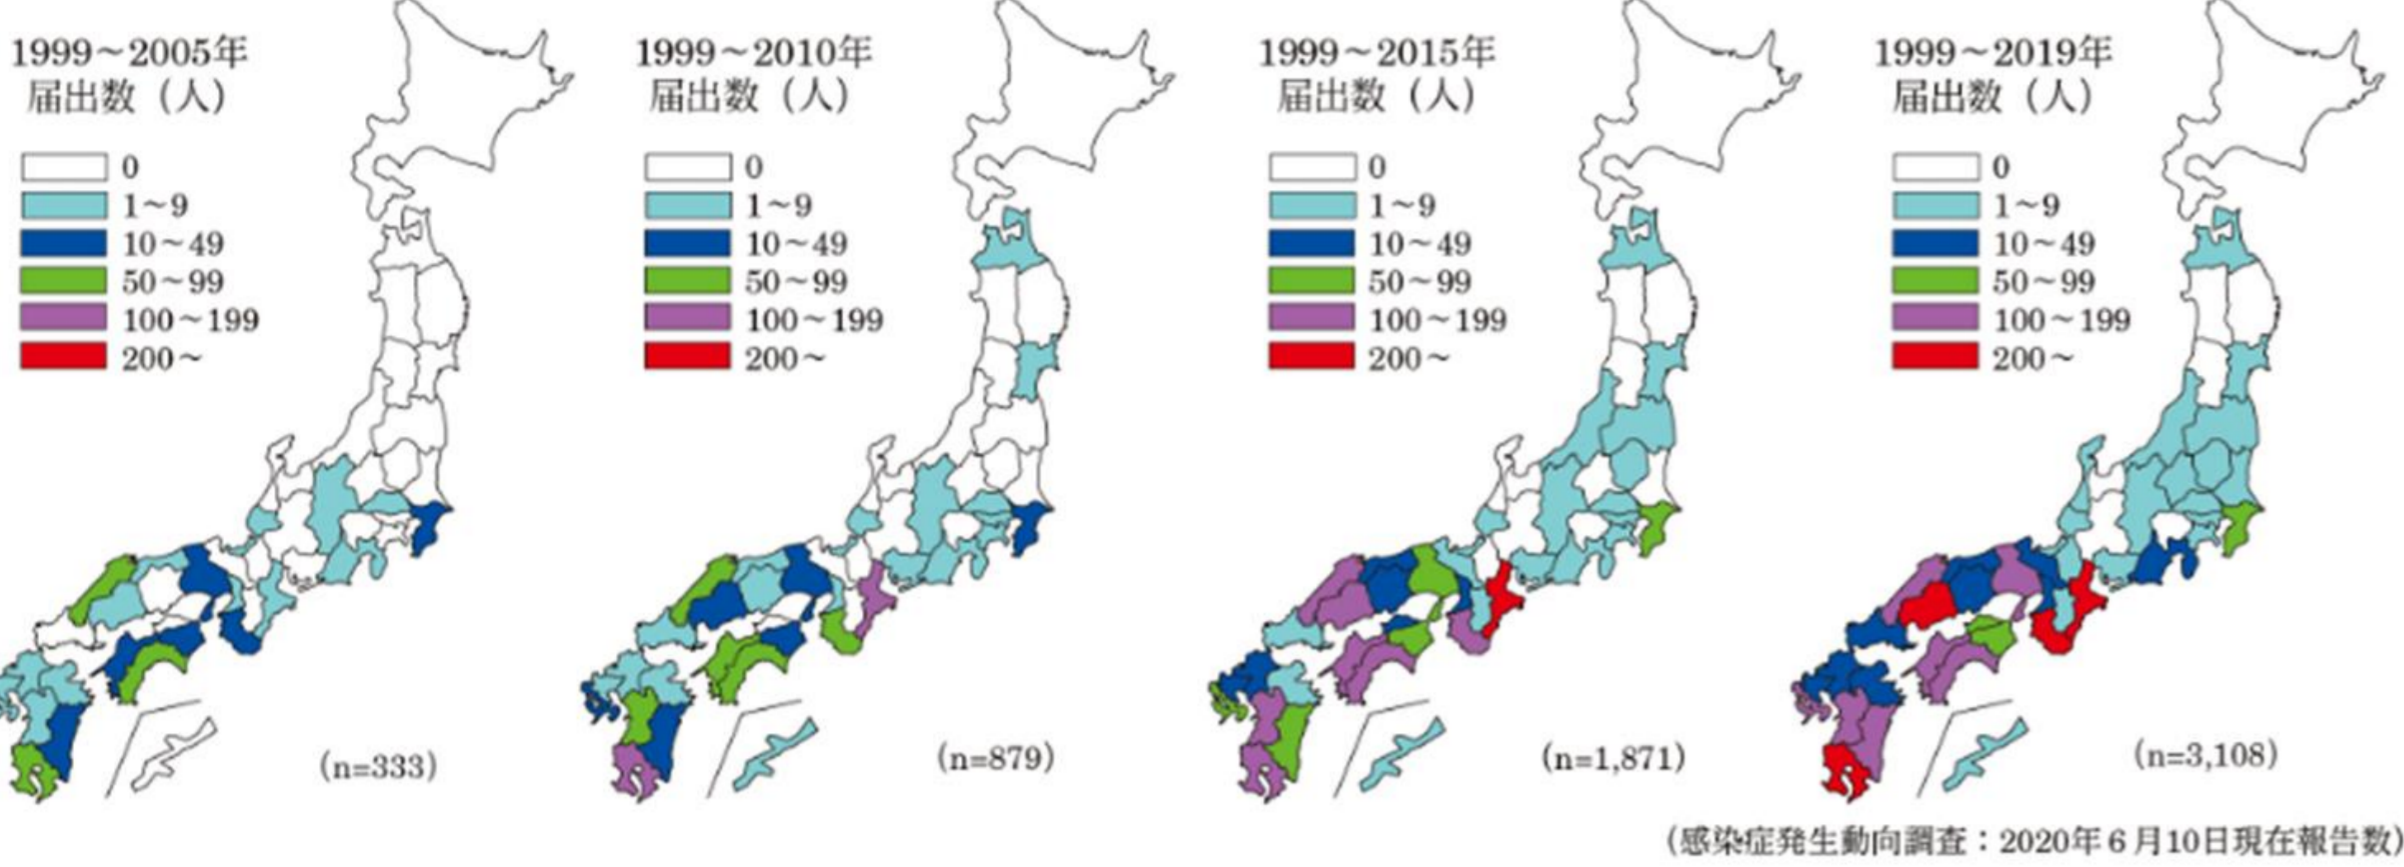 1999～2005年
届出数（人）
0
1～9
10～49
50～99
100～199
200～
(n=333)
1999～2010年
届出数（人）
0
1～9
10～49
50～99
100～199
200～
(n=879)
1999～2015年
届出数（人）
0
1～9
10～49
50～99
100～199
200～
(n=1,871)
1999～2019年
届出数（人）
0
1～9
10～49
50～99
100～199
200～
(n=3,108)
(感染症発生動向調査：2020年6月10日現在報告数)